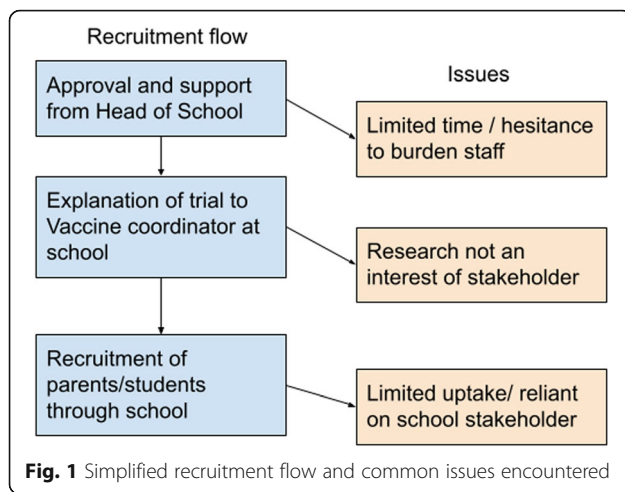 Recruitment flow
Approval and support
from Head of School
Explanation of trial to
Vaccine coordinator at
school
Recruitment of
parents/students
through school
Issues
Limited time / hesitance
to burden staff
Research not an
interest of stakeholder
Limited uptake/ reliant
on school stakeholder
Fig. 1 Simplified recruitment flow and common issues encountered